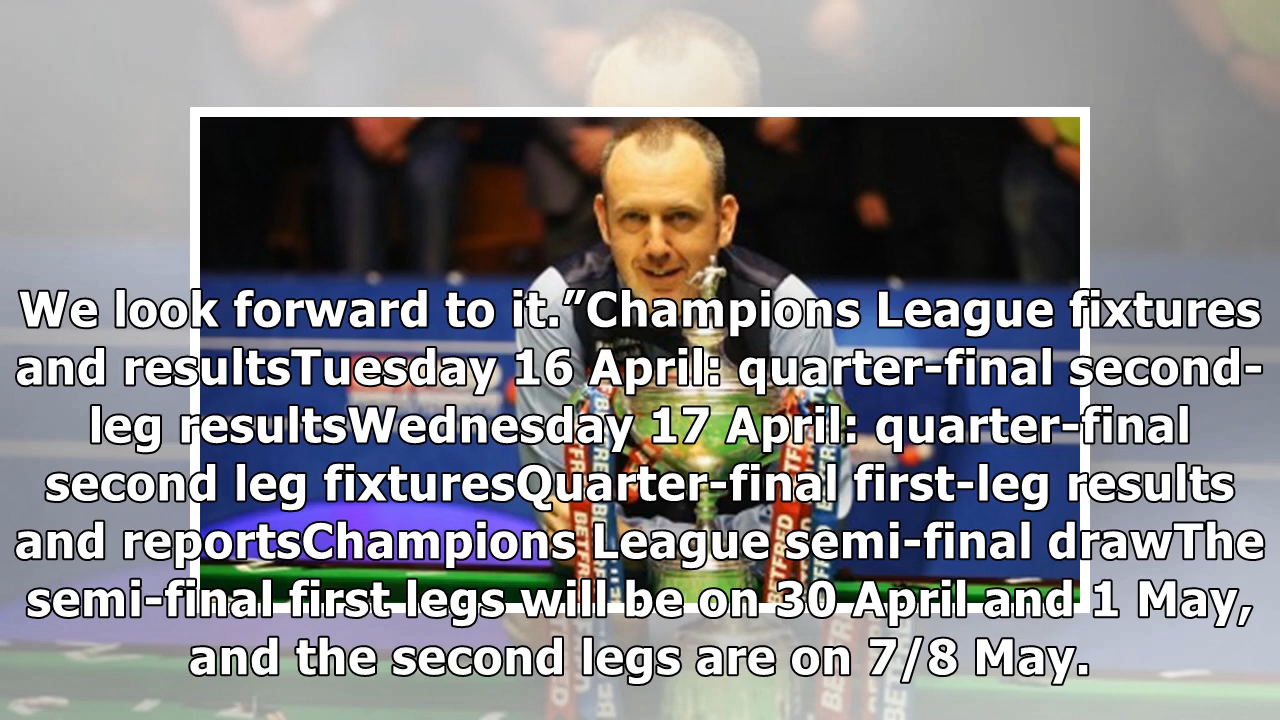 We look forward to it.”Champions League fixtures
and resultsTuesday 16 April: quarter-final second-
leg resultsWednesday 17 April: quarter-final
second leg fixturesQuarter-final first-leg results
and reportsChampions League semi-final drawThe
semi-final first legs will be on 30 April and 1 May,
and the second legs are on 7/8 May.
BETFRED